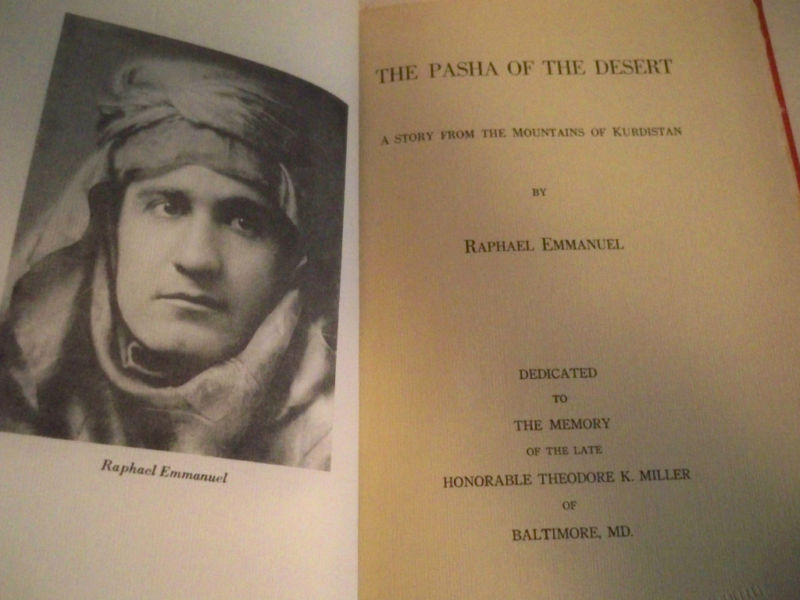 Raphael Emmanuel
THE PASHA OF THE DESERT
A STORY FROM THE MOUNTAINS OF KURDISTAN
BY
RAPHAEL EMMANUEL
DEDICATED
TO
THE MEMORY
OF THE LATE
HONORABLE THEODORE K. MILLER
OF
BALTIMORE, MD.